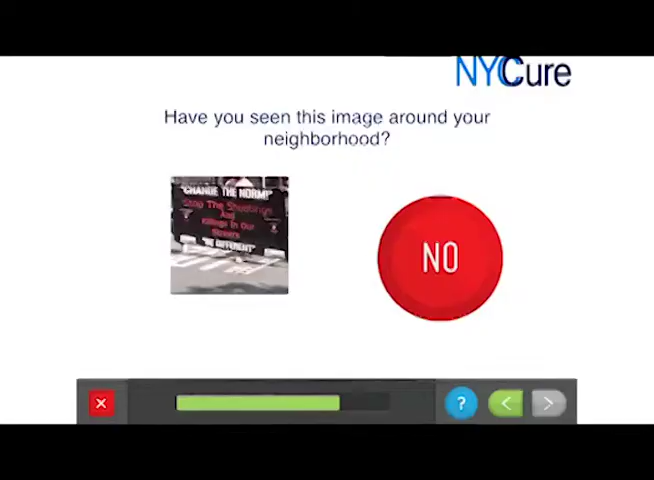 NYCCure
Have you seen this image around your
neighborhood?
"CHANGE THE NORM!"
Stop The Shootings
And
Killings In Our
Streets
"BE DIFFERENT"
NO
?